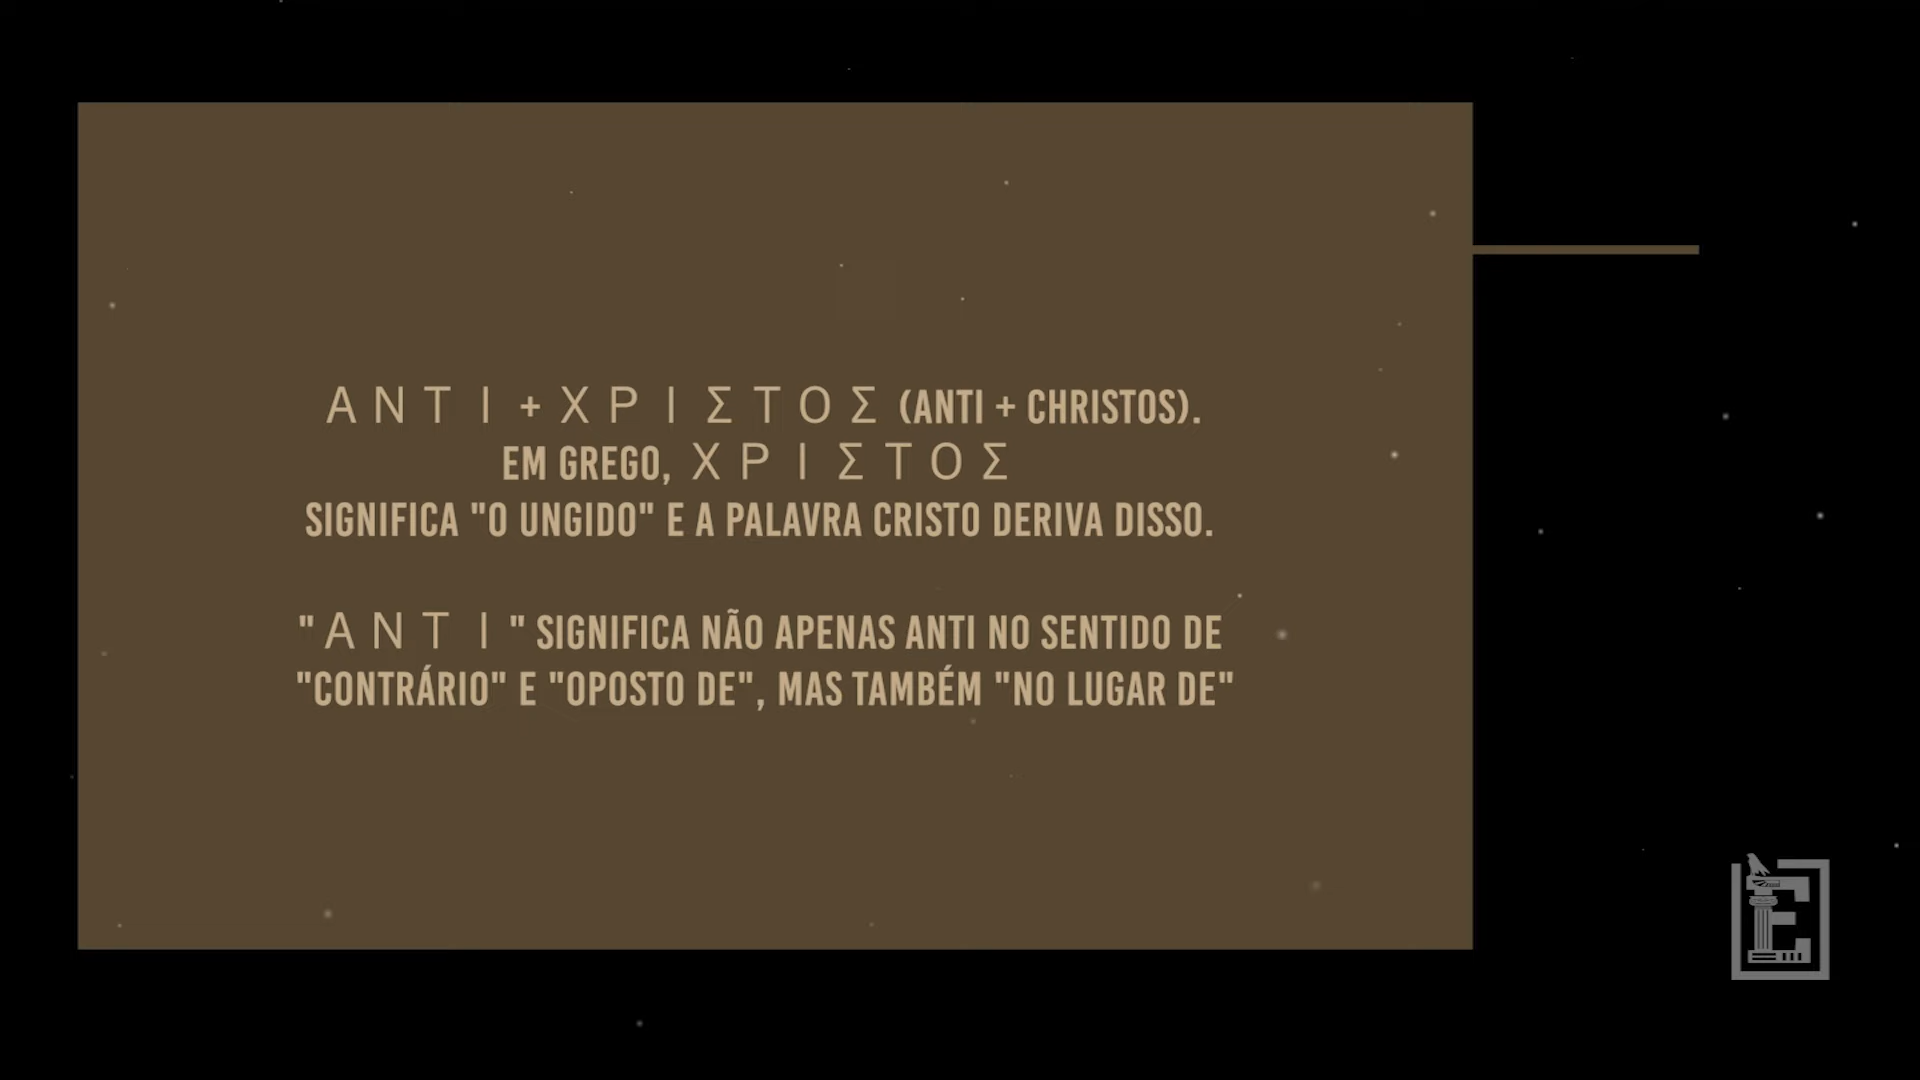 ΑΝΤΙ + ΧΡΙΣΤΟΣ (ANTI + CHRISTOS).
EM GREGO, ΧΡΙΣΤΟΣ
SIGNIFICA "O UNGIDO" E A PALAVRA CRISTO DERIVA DISSO.
"ΑΝΤΙ" SIGNIFICA NÃO APENAS ANTI NO SENTIDO DE
"CONTRÁRIO" E "OPOSTO DE", MAS TAMBÉM "NO LUGAR DE"
E